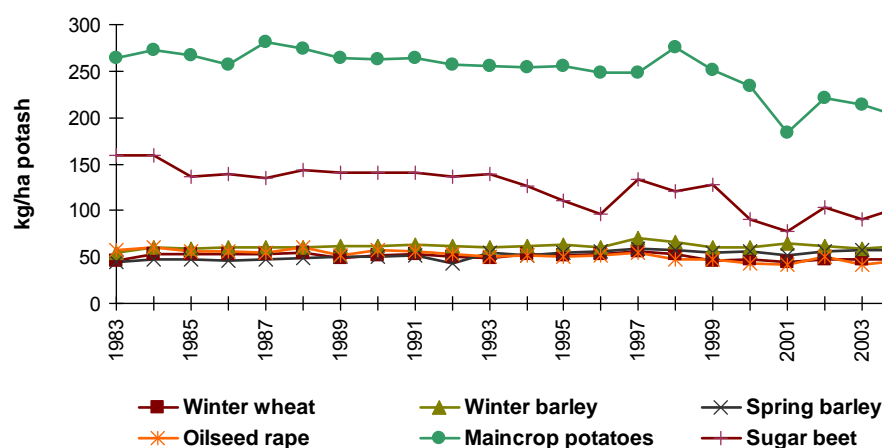 300
250
200
150
100
50
0
kg/ha potash
1983
1985
1987
1989
1991
1993
1995
1997
1999
2001
2003
Winter wheat
Winter barley
Spring barley
Oilseed rape
Maincrop potatoes
Sugar beet